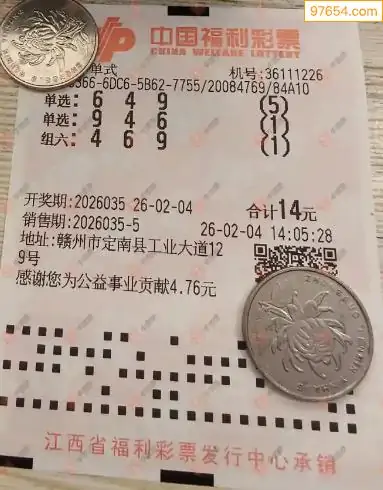 97654.com
中国福利彩票
CHINA WELFARE LOTTERY
单式 机号:36111226
6DC6-5B62-7755/20084769/84A10
单选: 6 4 9 (5)
单选: 9 4 6 (1)
组六: 4 6 9 (1)
开奖期:2026035 26-02-04 合计14元
销售期:2026035-5 26-02-04 14:05:28
地址:赣州市定南县工业大道12
9号
感谢您为公益事业贡献4.76元
江西省福利彩票发行中心承销